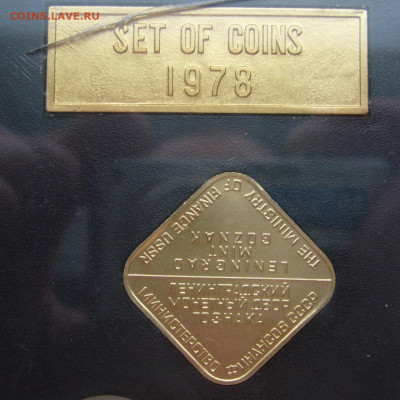 COINS.LAVE.RU
SET OF COINS
1978
THE MINISTRY OF FINANCE USSR
LENINGRAD
MINT
GOZNAK
ЛЕНИНГРАДСКИЙ
МОНЕТНЫЙ ДВОР
ГОЗНАКА
МИНИСТЕРСТВО ФИНАНСОВ СССР